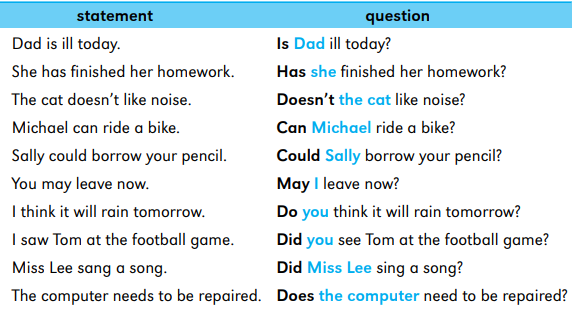 statement question
Dad is ill today. Is Dad ill today?
She has finished her homework. Has she finished her homework?
The cat doesn’t like noise. Doesn’t the cat like noise?
Michael can ride a bike. Can Michael ride a bike?
Sally could borrow your pencil. Could Sally borrow your pencil?
You may leave now. May I leave now?
I think it will rain tomorrow. Do you think it will rain tomorrow?
I saw Tom at the football game. Did you see Tom at the football game?
Miss Lee sang a song. Did Miss Lee sing a song?
The computer needs to be repaired. Does the computer need to be repaired?